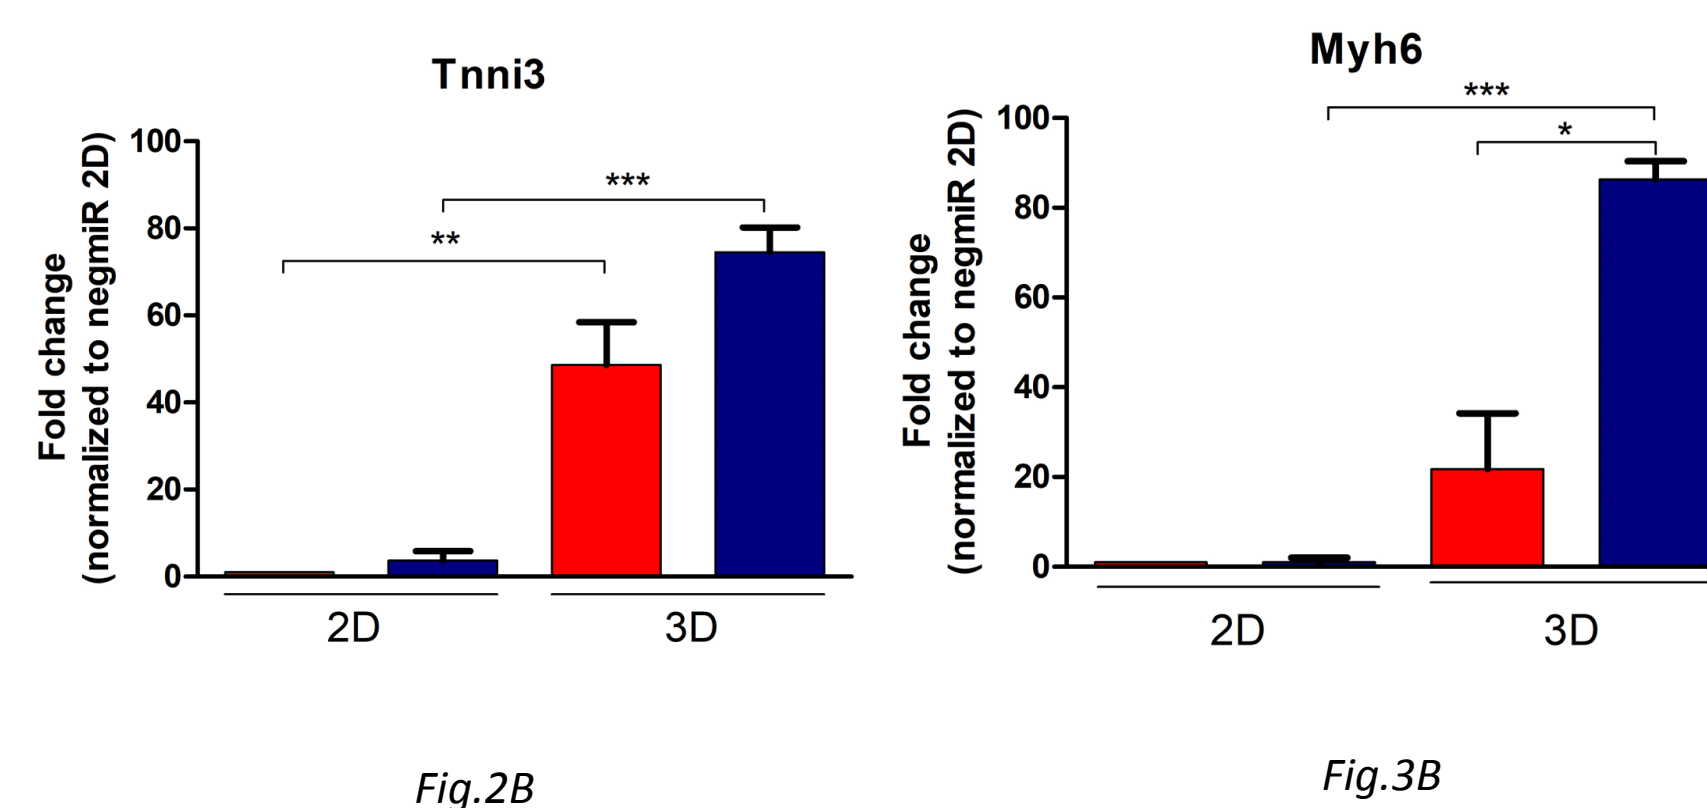 Tnni3
Fold change
(normalized to negmiR 2D)
100
80
60
40
20
0
***
**
2D
3D
Fig.2B
Myh6
Fold change
(normalized to negmiR 2D)
100
80
60
40
20
0
***
*
2D
3D
Fig.3B